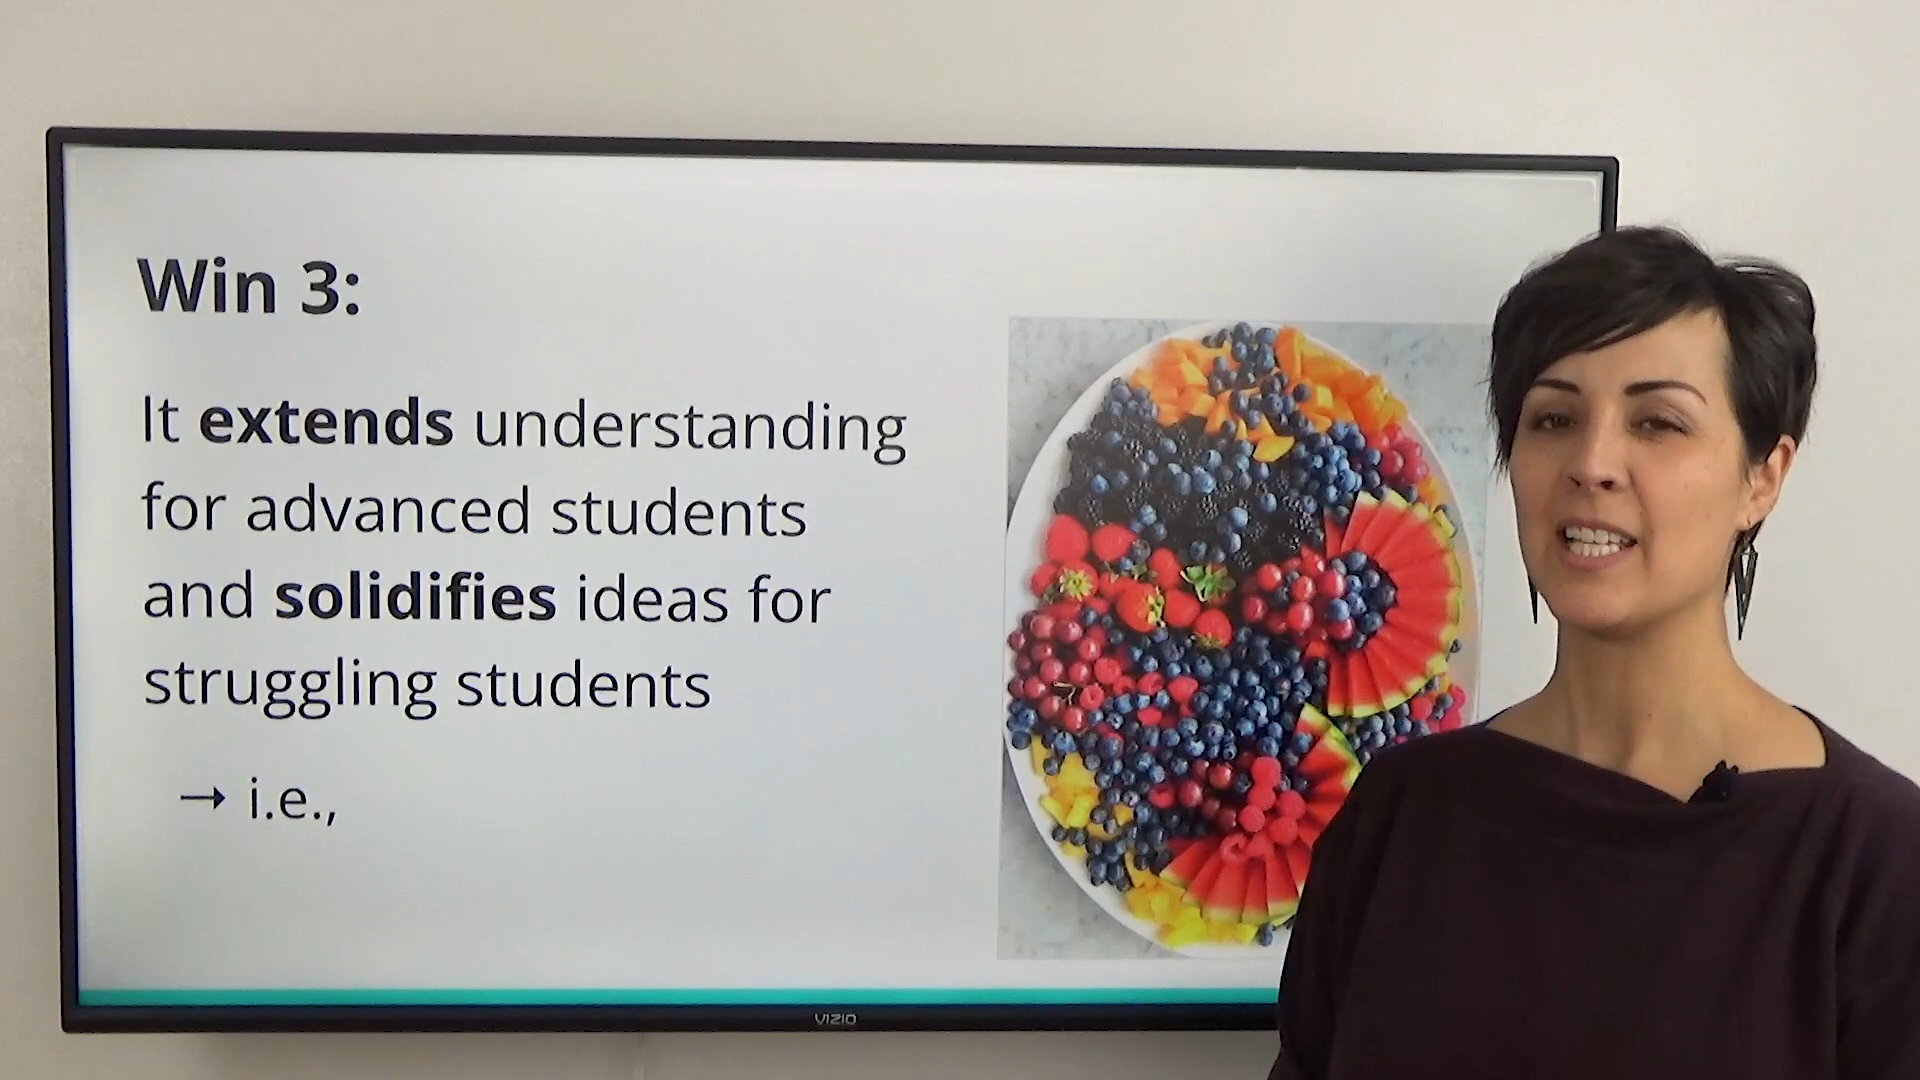 Win 3:
It extends understanding
for advanced students
and solidifies ideas for
struggling students
→ i.e.,
VIZIO